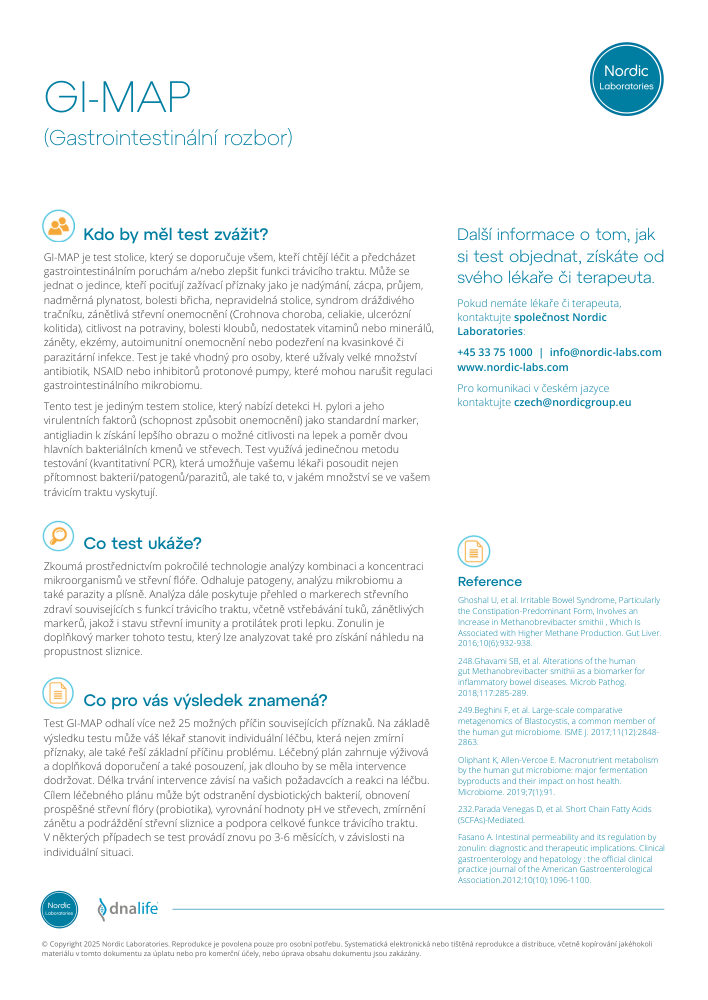 Nordic
Laboratories
GI-MAP
(Gastrointestinální rozbor)
Kdo by měl test zvážit?
GI-MAP je test stolice, který se doporučuje všem, kteří chtějí léčit a předcházet
gastrointestinálním poruchám a/nebo zlepšit funkci trávicího traktu. Může se
jednat o jedince, kteří pociťují zažívací příznaky jako je nadýmání, zácpa, průjem,
nadměrná plynatost, bolesti břicha, nepravidelná stolice, syndrom dráždivého
tračníku, zánětlivá střevní onemocnění (Crohnova choroba, celiakie, ulcerózní
kolitida), citlivost na potraviny, bolesti kloubů, nedostatek vitaminů nebo minerálů,
záněty, ekzémy, autoimunitní onemocnění nebo podezření na kvasinkové či
parazitární infekce. Test je také vhodný pro osoby, které užívaly velké množství
antibiotik, NSAID nebo inhibitorů protonové pumpy, které mohou narušit regulaci
gastrointestinálního mikrobiomu.
Tento test je jediným testem stolice, který nabízí detekci H. pylori a jeho
virulentních faktorů (schopnost způsobit onemocnění) jako standardní marker,
antigliadin k získání lepšího obrazu o možné citlivosti na lepek a poměr dvou
hlavních bakteriálních kmenů ve střevech. Test využívá jedinečnou metodu
testování (kvantitativní PCR), která umožňuje vašemu lékaři posoudit nejen
přítomnost bakterií/patogenů/parazitů, ale také to, v jakém množství se ve vašem
trávicím traktu vyskytují.
Co test ukáže?
Zkoumá prostřednictvím pokročilé technologie analýzy kombinaci a koncentraci
mikroorganismů ve střevní flóře. Odhaluje patogeny, analýzu mikrobiomu a
také parazity a plísně. Analýza dále poskytuje přehled o markerech střevního
zdraví souvisejících s funkcí trávicího traktu, včetně vstřebávání tuků, zánětlivých
markerů, jakož i stavu střevní imunity a protilátek proti lepku. Zonulin je
doplňkový marker tohoto testu, který lze analyzovat také pro získání náhledu na
propustnost sliznice.
Co pro vás výsledek znamená?
Test GI-MAP odhalí více než 25 možných příčin souvisejících příznaků. Na základě
výsledku testu může váš lékař stanovit individuální léčbu, která nejen zmírní
příznaky, ale také řeší základní příčinu problému. Léčebný plán zahrnuje výživová
a doplňková doporučení a také posouzení, jak dlouho by se měla intervence
dodržovat. Délka trvání intervence závisí na vašich požadavcích a reakci na léčbu.
Cílem léčebného plánu může být odstranění dysbiotických bakterií, obnovení
prospěšné střevní flóry (probiotika), vyrovnání hodnoty pH ve střevech, zmírnění
zánětu a podráždění střevní sliznice a podpora celkové funkce trávicího traktu.
V některých případech se test provádí znovu po 3-6 měsících, v závislosti na
individuální situaci.
Další informace o tom, jak
si test objednat, získáte od
svého lékaře či terapeuta.
Pokud nemáte lékaře či terapeuta,
kontaktujte společnost Nordic
Laboratories.
+45 33 75 1000 | info@nordic-labs.com
www.nordic-labs.com
Pro komunikaci v českém jazyce
kontaktujte czech@nordicgroup.eu
Reference
Ghoshal U, et al. Irritable Bowel Syndrome, Particularly
the Constipation-Predominant Form, Involves an
Increase in Methanobrevibacter smithii , Which Is
Associated with Higher Methane Production. Gut Liver.
2016;10(6):932-938.
248.Ghavami SB, et al. Alterations of the human
gut Methanobrevibacter smithii as a biomarker for
inflammatory bowel diseases. Microb Pathog.
2018;117:285-289.
249.Beghini F, et al. Large-scale comparative
metagenomics of Blastocystis, a common member of
the human gut microbiome. ISME J. 2017;11(12):2848-
2863.
Oliphant K, Allen-Vercoe E. Macronutrient metabolism
by the human gut microbiome: major fermentation
byproducts and their impact on host health.
Microbiome. 2019;7(1):91.
232.Parada Venegas D, et al. Short Chain Fatty Acids
(SCFAs)-Mediated.
Fasano A. Intestinal permeability and its regulation by
zonulin: diagnostic and therapeutic implications. Clinical
gastroenterology and hepatology : the official clinical
practice journal of the American Gastroenterological
Association.2012;10(10):1096-1100.
Nordic
Laboratories
dnalife
© Copyright 2025 Nordic Laboratories. Reprodukce je povolena pouze pro osobní potřebu. Systematická elektronická nebo tištěná reprodukce a distribuce, včetně kopírování jakéhokoli
materiálu v tomto dokumentu za úplatu nebo pro komerční účely, nebo úprava obsahu dokumentu jsou zakázány.